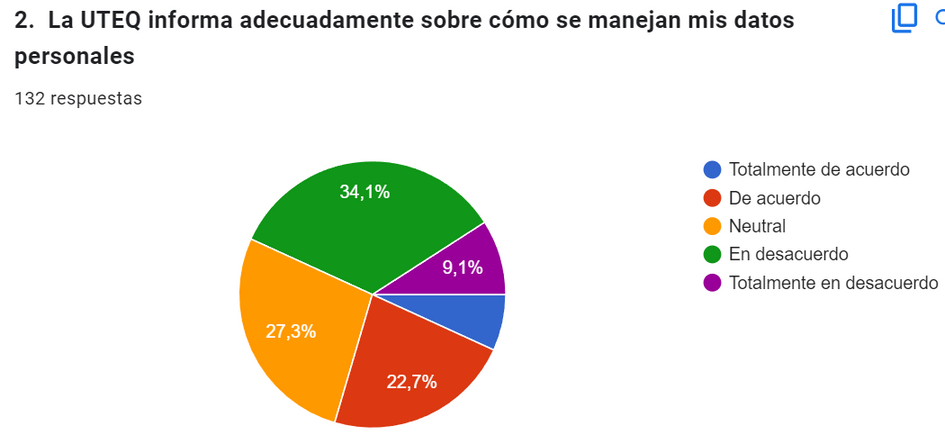 2. La UTEQ informa adecuadamente sobre cómo se manejan mis datos
personales
132 respuestas
34,1%
9,1%
27,3%
22,7%
Totalmente de acuerdo
De acuerdo
Neutral
En desacuerdo
Totalmente en desacuerdo